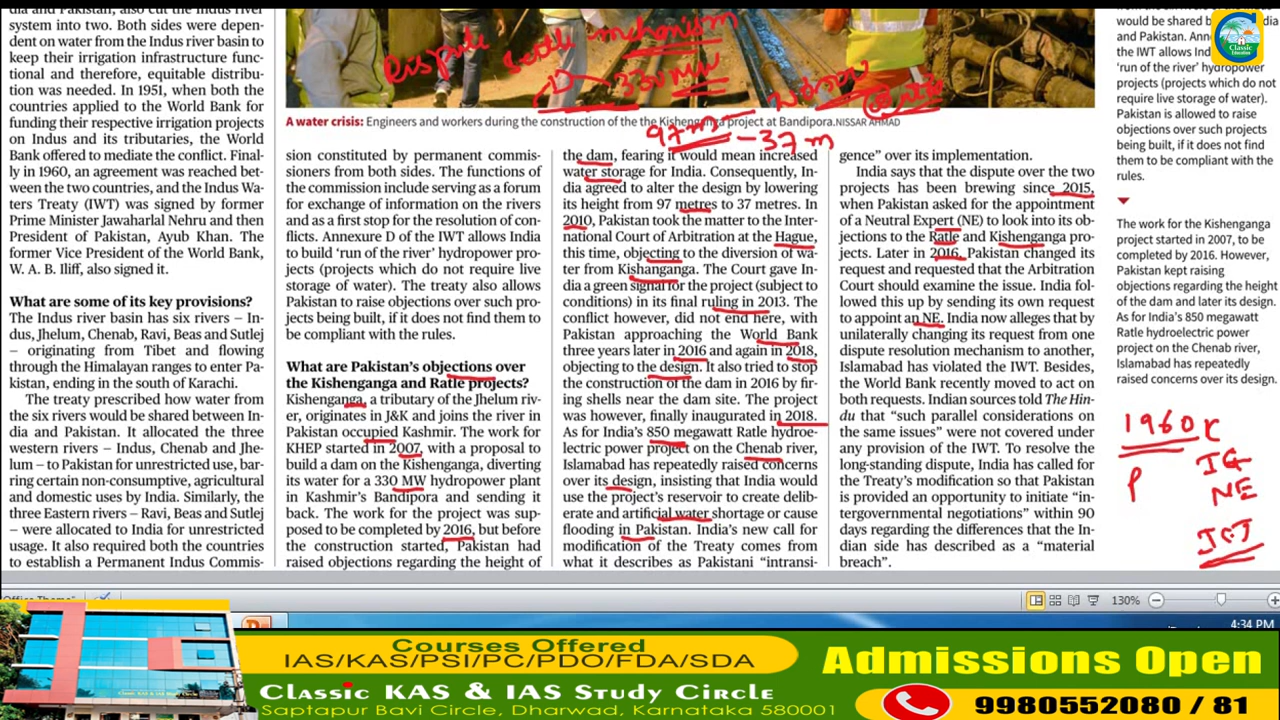 dia and Pakistan, also cut the Indus river
system into two. Both sides were depen-
dent on water from the Indus river basin to
keep their irrigation infrastructure func-
tional and therefore, equitable distribu-
tion was needed. In 1951, when both the
countries applied to the World Bank for
funding their respective irrigation projects
on Indus and its tributaries, the World
Bank offered to mediate the conflict. Final-
ly in 1960, an agreement was reached bet-
ween the two countries, and the Indus Wa-
ters Treaty (IWT) was signed by former
Prime Minister Jawaharlal Nehru and then
President of Pakistan, Ayub Khan. The
former Vice President of the World Bank,
W. A. B. Iliff, also signed it.
What are some of its key provisions?
The Indus river basin has six rivers – In-
dus, Jhelum, Chenab, Ravi, Beas and Sutlej
– originating from Tibet and flowing
through the Himalayan ranges to enter Pa-
kistan, ending in the south of Karachi.
The treaty prescribed how water from
the six rivers would be shared between In-
dia and Pakistan. It allocated the three
western rivers – Indus, Chenab and Jhe-
lum – to Pakistan for unrestricted use, bar-
ring certain non-consumptive, agricultural
and domestic uses by India. Similarly, the
three Eastern rivers – Ravi, Beas and Sutlej
– were allocated to India for unrestricted
usage. It also required both the countries
to establish a Permanent Indus Commis-
Dispute settle mechanism
330 MW
97 m
– 37 m
A water crisis: Engineers and workers during the construction of the the Kishenganga project at Bandipora. NISSAR AHMAD
sion constituted by permanent commis-
sioners from both sides. The functions of
the commission include serving as a forum
for exchange of information on the rivers
and as a first stop for the resolution of con-
flicts. Annexure D of the IWT allows India
to build ‘run of the river’ hydropower pro-
jects (projects which do not require live
storage of water). The treaty also allows
Pakistan to raise objections over such pro-
jects being built, if it does not find them to
be compliant with the rules.
What are Pakistan’s objections over
the Kishenganga and Ratle projects?
Kishenganga, a tributary of the Jhelum riv-
er, originates in J&K and joins the river in
Pakistan occupied Kashmir. The work for
KHEP started in 2007, with a proposal to
build a dam on the Kishenganga, diverting
its water for a 330 MW hydropower plant
in Kashmir’s Bandipora and sending it
back. The work for the project was sup-
posed to be completed by 2016, but before
the construction started, Pakistan had
raised objections regarding the height of
the dam, fearing it would mean increased
water storage for India. Consequently, In-
dia agreed to alter the design by lowering
its height from 97 metres to 37 metres. In
2010, Pakistan took the matter to the Inter-
national Court of Arbitration at the Hague,
this time, objecting to the diversion of wa-
ter from Kishanganga. The Court gave In-
dia a green signal for the project (subject to
conditions) in its final ruling in 2013. The
conflict however, did not end here, with
Pakistan approaching the World Bank
three years later in 2016 and again in 2018,
objecting to the design. It also tried to stop
the construction of the dam in 2016 by fir-
ing shells near the dam site. The project
was however, finally inaugurated in 2018.
As for India’s 850 megawatt Ratle hydroe-
lectric power project on the Chenab river,
Islamabad has repeatedly raised concerns
over its design, insisting that India would
use the project’s reservoir to create delib-
erate and artificial water shortage or cause
flooding in Pakistan. India’s new call for
modification of the Treaty comes from
what it describes as Pakistani “intransi-
gence” over its implementation.
India says that the dispute over the two
projects has been brewing since 2015,
when Pakistan asked for the appointment
of a Neutral Expert (NE) to look into its ob-
jections to the Ratle and Kishenganga pro-
jects. Later in 2016, Pakistan changed its
request and requested that the Arbitration
Court should examine the issue. India fol-
lowed this up by sending its own request
to appoint an NE. India now alleges that by
unilaterally changing its request from one
dispute resolution mechanism to another,
Islamabad has violated the IWT. Besides,
the World Bank recently moved to act on
both requests. Indian sources told The Hin-
du that “such parallel considerations on
the same issues” were not covered under
any provision of the IWT. To resolve the
long-standing dispute, India has called for
the Treaty’s modification so that Pakistan
is provided an opportunity to initiate “in-
tergovernmental negotiations” within 90
days regarding the differences that the In-
dian side has described as a “material
breach”.
would be shared by India
and Pakistan.
the IWT allows
‘run of the river’ hydropower
projects (projects which do not
require live storage of water).
Pakistan is allowed to raise
objections over such projects
being built, if it does not find
them to be compliant with the
rules.
The work for the Kishenganga
project started in 2007, to be
completed by 2016. However,
Pakistan kept raising
objections regarding the height
of the dam and later its design.
As for India’s 850 megawatt
Ratle hydroelectric power
project on the Chenab river,
Islamabad has repeatedly
raised concerns over its design.
1960
P
NE
Classic
Education
130%
4:34 PM
Courses Offered
IAS/KAS/PSI/PC/PDO/FDA/SDA
Classic KAS & IAS Study Circle
Saptapur Bavi Circle, Dharwad, Karnataka 580001
Admissions Open
9980552080 / 81